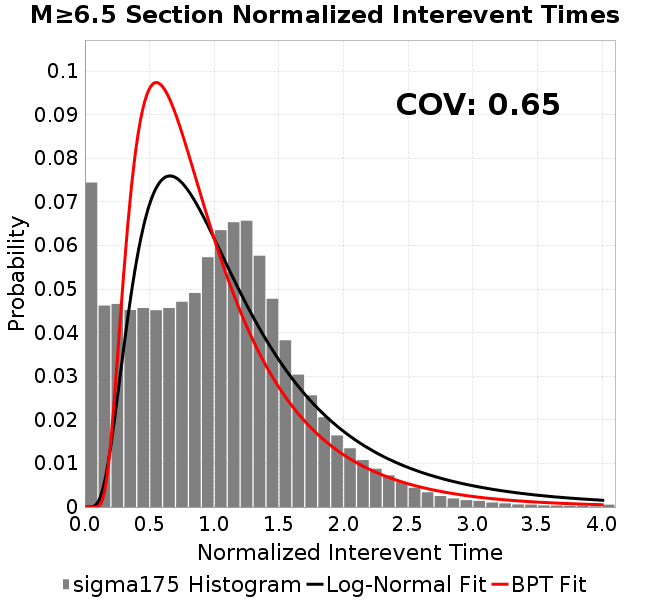 M≥6.5 Section Normalized Interevent Times
COV: 0.65
Probability
0.1
0.09
0.08
0.07
0.06
0.05
0.04
0.03
0.02
0.01
0
0.0 0.5 1.0 1.5 2.0 2.5 3.0 3.5 4.0
Normalized Interevent Time
sigma175 Histogram Log-Normal Fit BPT Fit